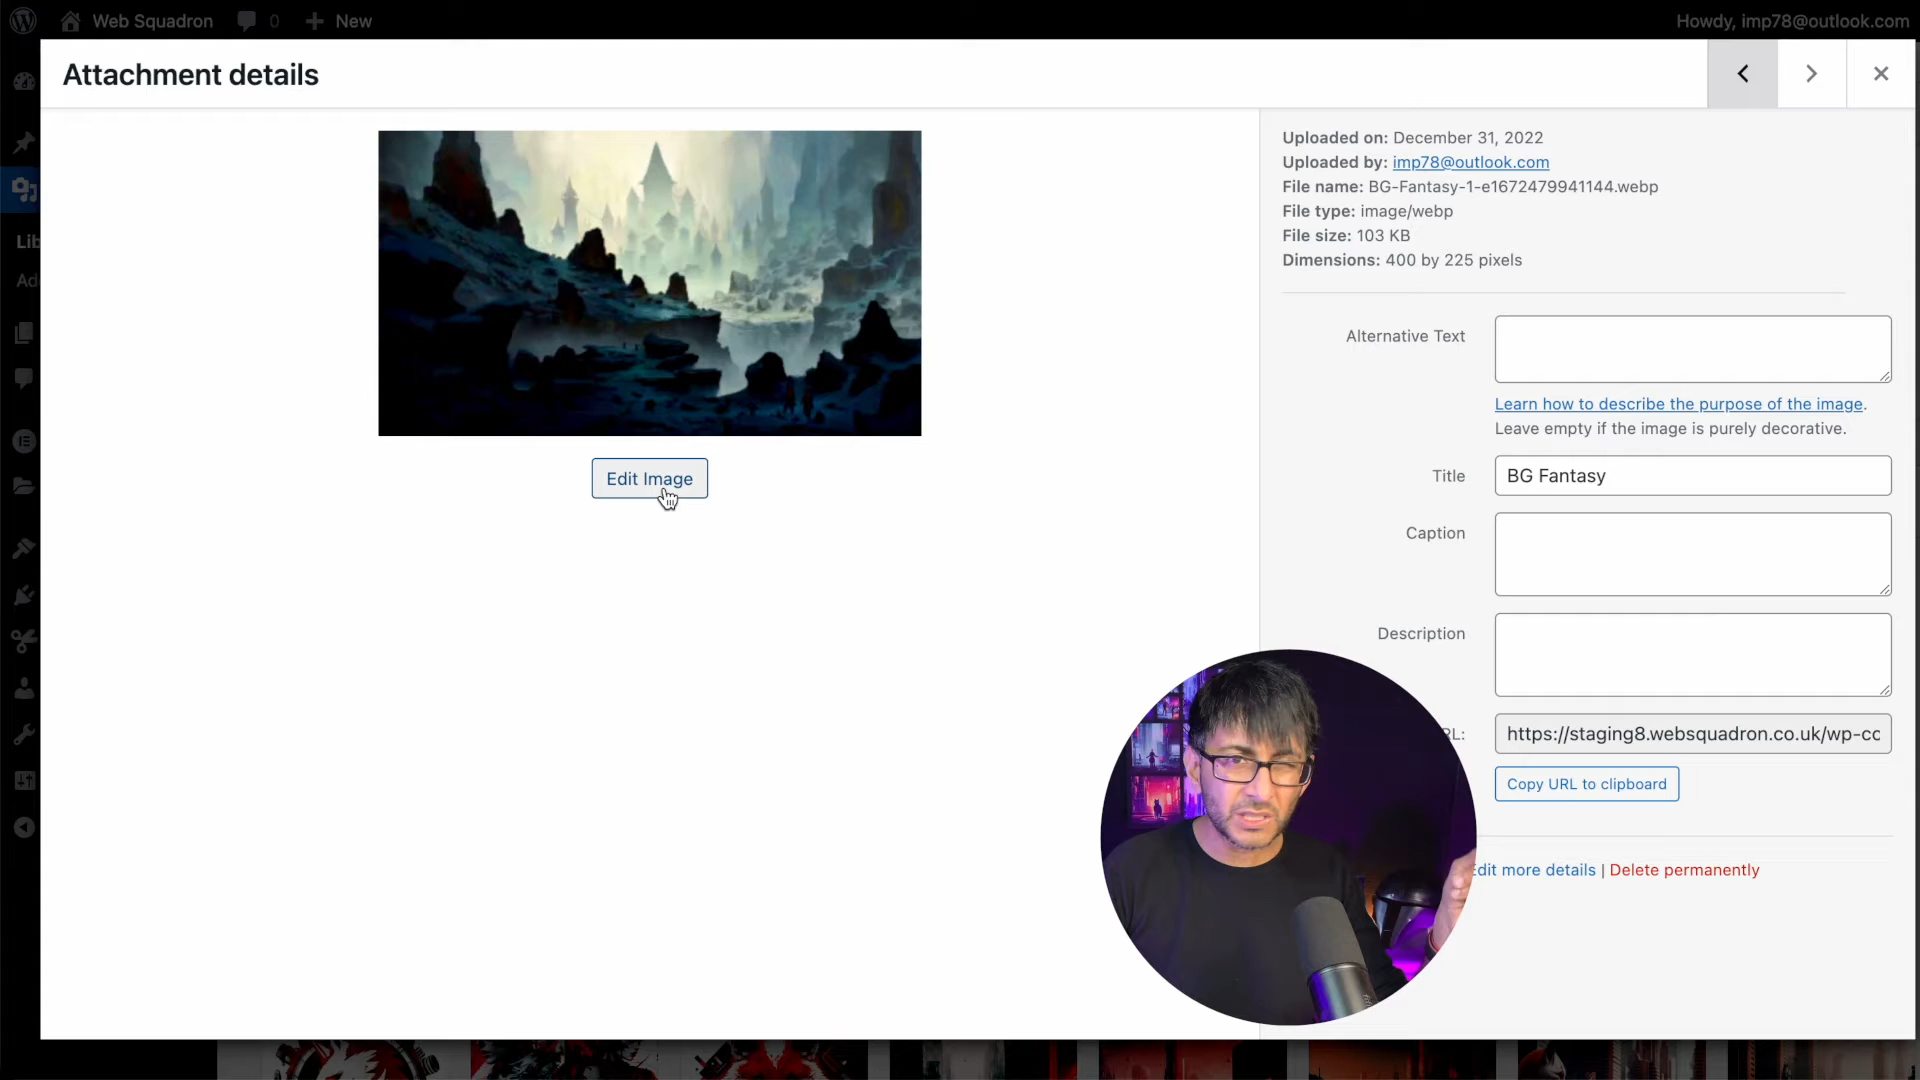 Web Squadron 0 New Howdy, imp78@outlook.com
Attachment details
Uploaded on: December 31, 2022
Uploaded by: imp78@outlook.com
File name: BG-Fantasy-1-e1672479941144.webp
File type: image/webp
File size: 103 KB
Dimensions: 400 by 225 pixels
Lib
Ad
Alternative Text
Learn how to describe the purpose of the image.
Leave empty if the image is purely decorative.
Edit Image
Title BG Fantasy
Caption
Description
RL: https://staging8.websquadron.co.uk/wp-cc
Copy URL to clipboard
Edit more details | Delete permanently